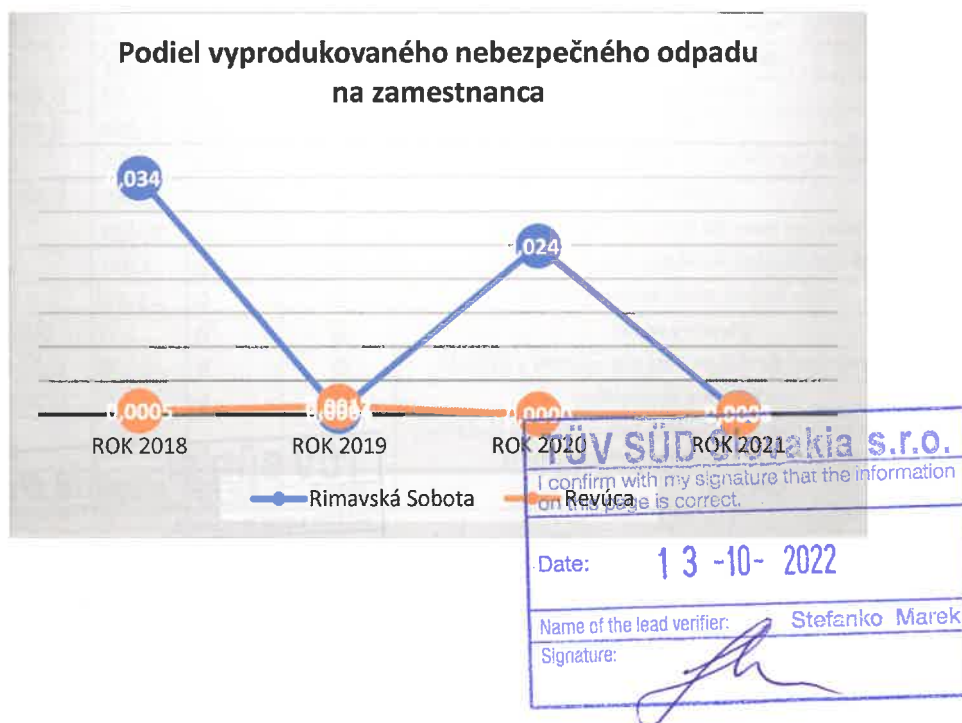 Podiel vyprodukovaného nebezpečného odpadu
na zamestnanca
,034
,024
0,0005
ROK 2018
ROK 2019
ROK 2020
ROK 2021
Rimavská Sobota
Revúca
TÜV SÜD Slovakia s.r.o.
I confirm with my signature that the information
on this page is correct.
Date: 13 -10- 2022
Name of the lead verifier: Stefanko Marek
Signature: